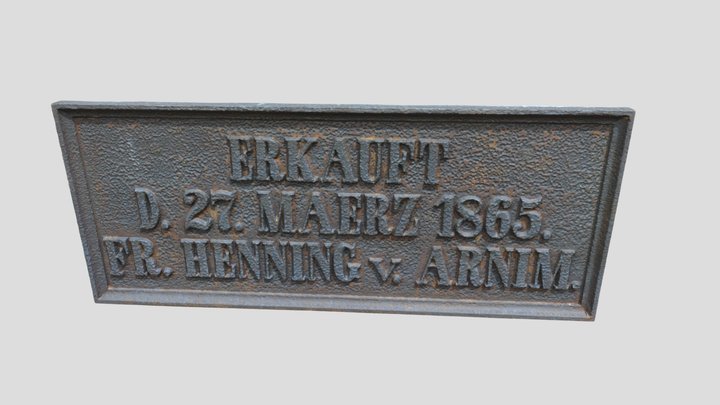 ERKAUFT
D. 27. MAERZ 1865.
FR. HENNING v. ARNIM.